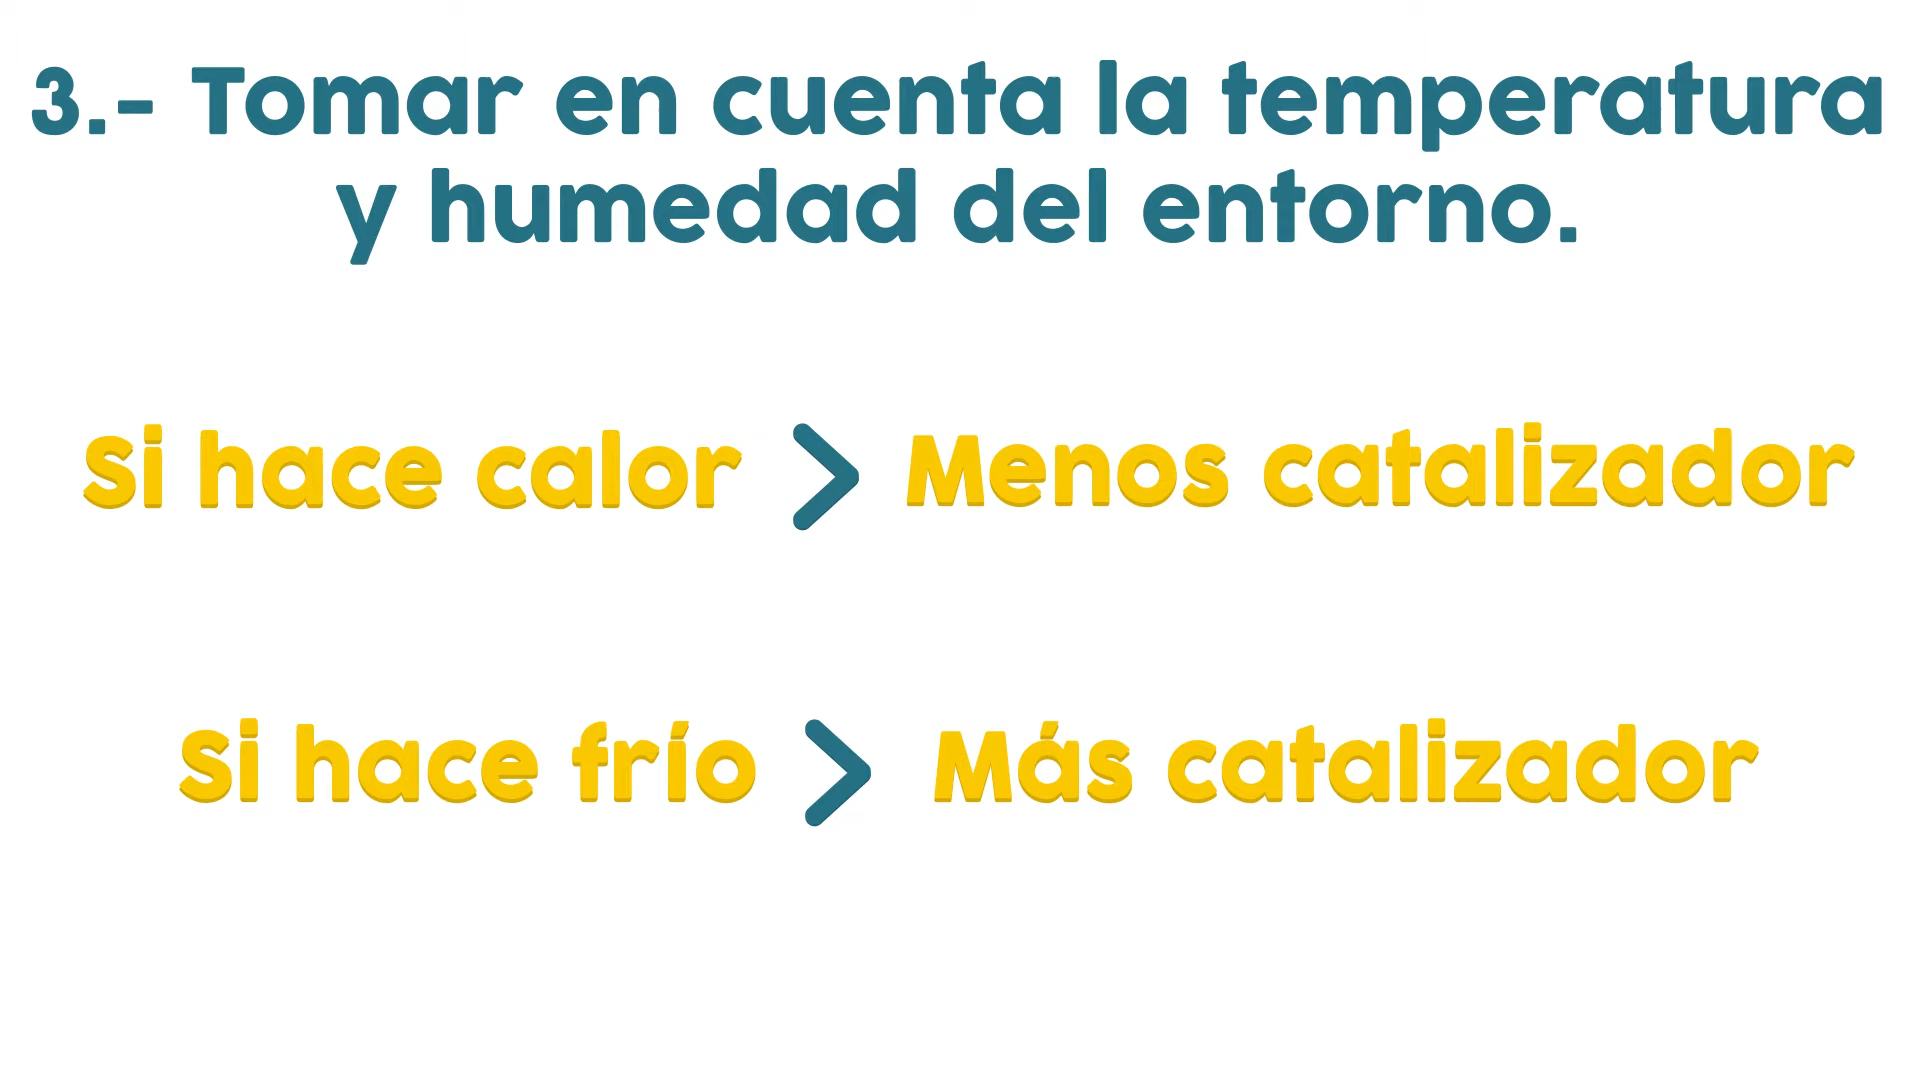 3.- Tomar en cuenta la temperatura
y humedad del entorno.
Si hace calor > Menos catalizador
Si hace frío > Más catalizador